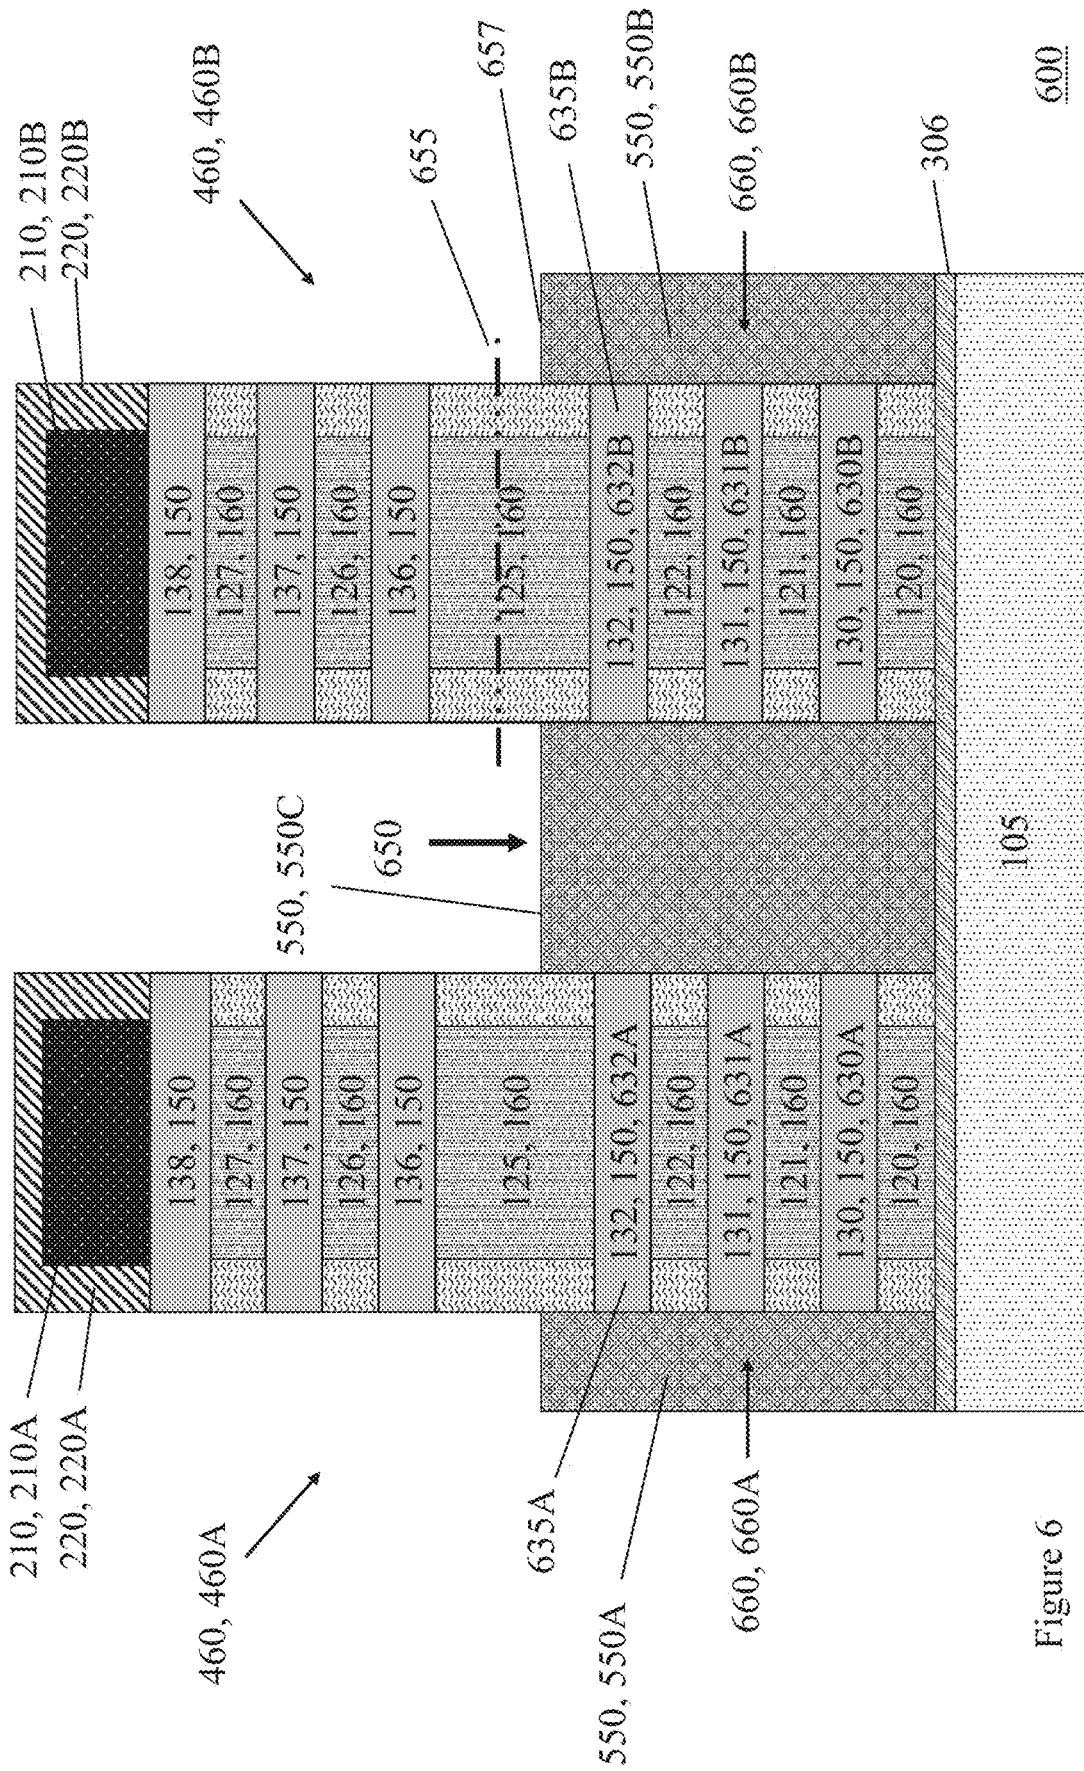 210, 210A
220, 220A
460, 460A
635A
550, 550A
660, 660A
138, 150
127, 160
137, 150
126, 160
136, 150
125, 160
132, 150, 632A
122, 160
131, 150, 631A
121, 160
130, 150, 630A
120, 160
550, 550C
650
105
138, 150
127, 160
137, 150
126, 160
136, 150
125, 160
132, 150, 632B
122, 160
131, 150, 631B
121, 160
130, 150, 630B
120, 160
210, 210B
220, 220B
460, 460B
655
657
635B
550, 550B
660, 660B
306
600
Figure 6